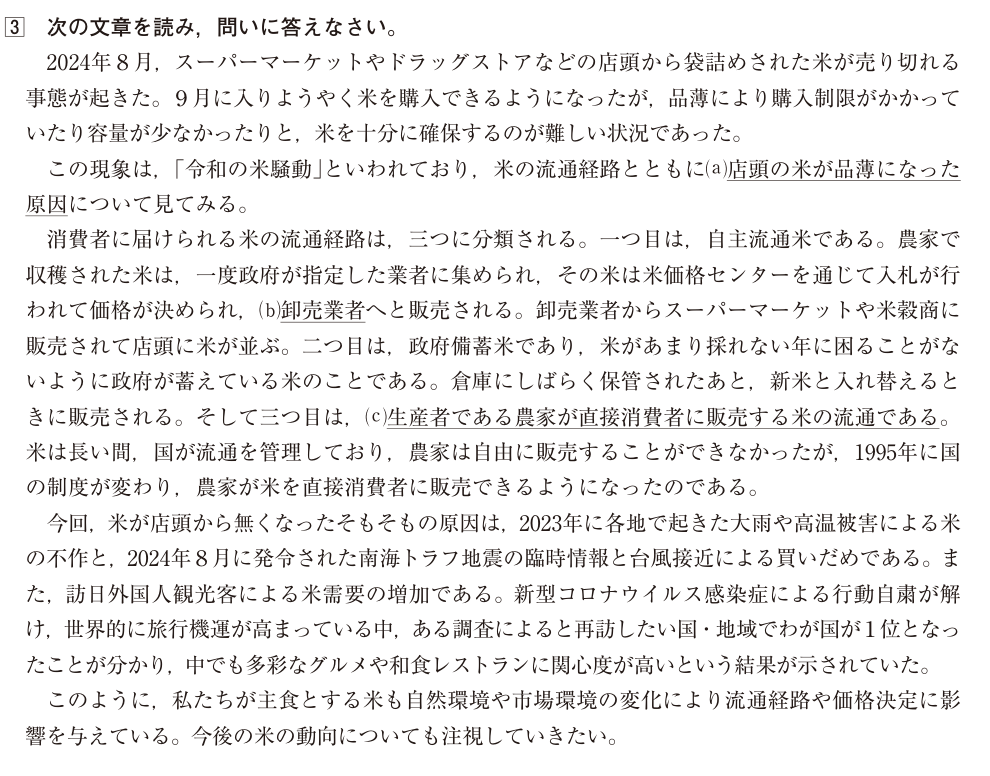 3 次の文章を読み，問いに答えなさい。
2024年８月，スーパーマーケットやドラッグストアなどの店頭から袋詰めされた米が売り切れる
事態が起きた。９月に入りようやく米を購入できるようになったが，品薄により購入制限がかかって
いたり容量が少なかったりと，米を十分に確保するのが難しい状況であった。
この現象は，「令和の米騒動」といわれており，米の流通経路とともに(a)店頭の米が品薄になった
原因について見てみる。
消費者に届けられる米の流通経路は，三つに分類される。一つ目は，自主流通米である。農家で
収穫された米は，一度政府が指定した業者に集められ，その米は米価格センターを通じて入札が行
われて価格が決められ，(b)卸売業者へと販売される。卸売業者からスーパーマーケットや米穀商に
販売されて店頭に米が並ぶ。二つ目は，政府備蓄米であり，米があまり採れない年に困ることがな
いように政府が蓄えている米のことである。倉庫にしばらく保管されたあと，新米と入れ替えると
きに販売される。そして三つ目は，(c)生産者である農家が直接消費者に販売する米の流通である。
米は長い間，国が流通を管理しており，農家は自由に販売することができなかったが，1995年に国
の制度が変わり，農家が米を直接消費者に販売できるようになったのである。
今回，米が店頭から無くなったそもそもの原因は，2023年に各地で起きた大雨や高温被害による米
の不作と，2024年８月に発令された南海トラフ地震の臨時情報と台風接近による買いだめである。ま
た，訪日外国人観光客による米需要の増加である。新型コロナウイルス感染症による行動自粛が解
け，世界的に旅行機運が高まっている中，ある調査によると再訪したい国・地域でわが国が１位となっ
たことが分かり，中でも多彩なグルメや和食レストランに関心度が高いという結果が示されていた。
このように，私たちが主食とする米も自然環境や市場環境の変化により流通経路や価格決定に影
響を与えている。今後の米の動向についても注視していきたい。